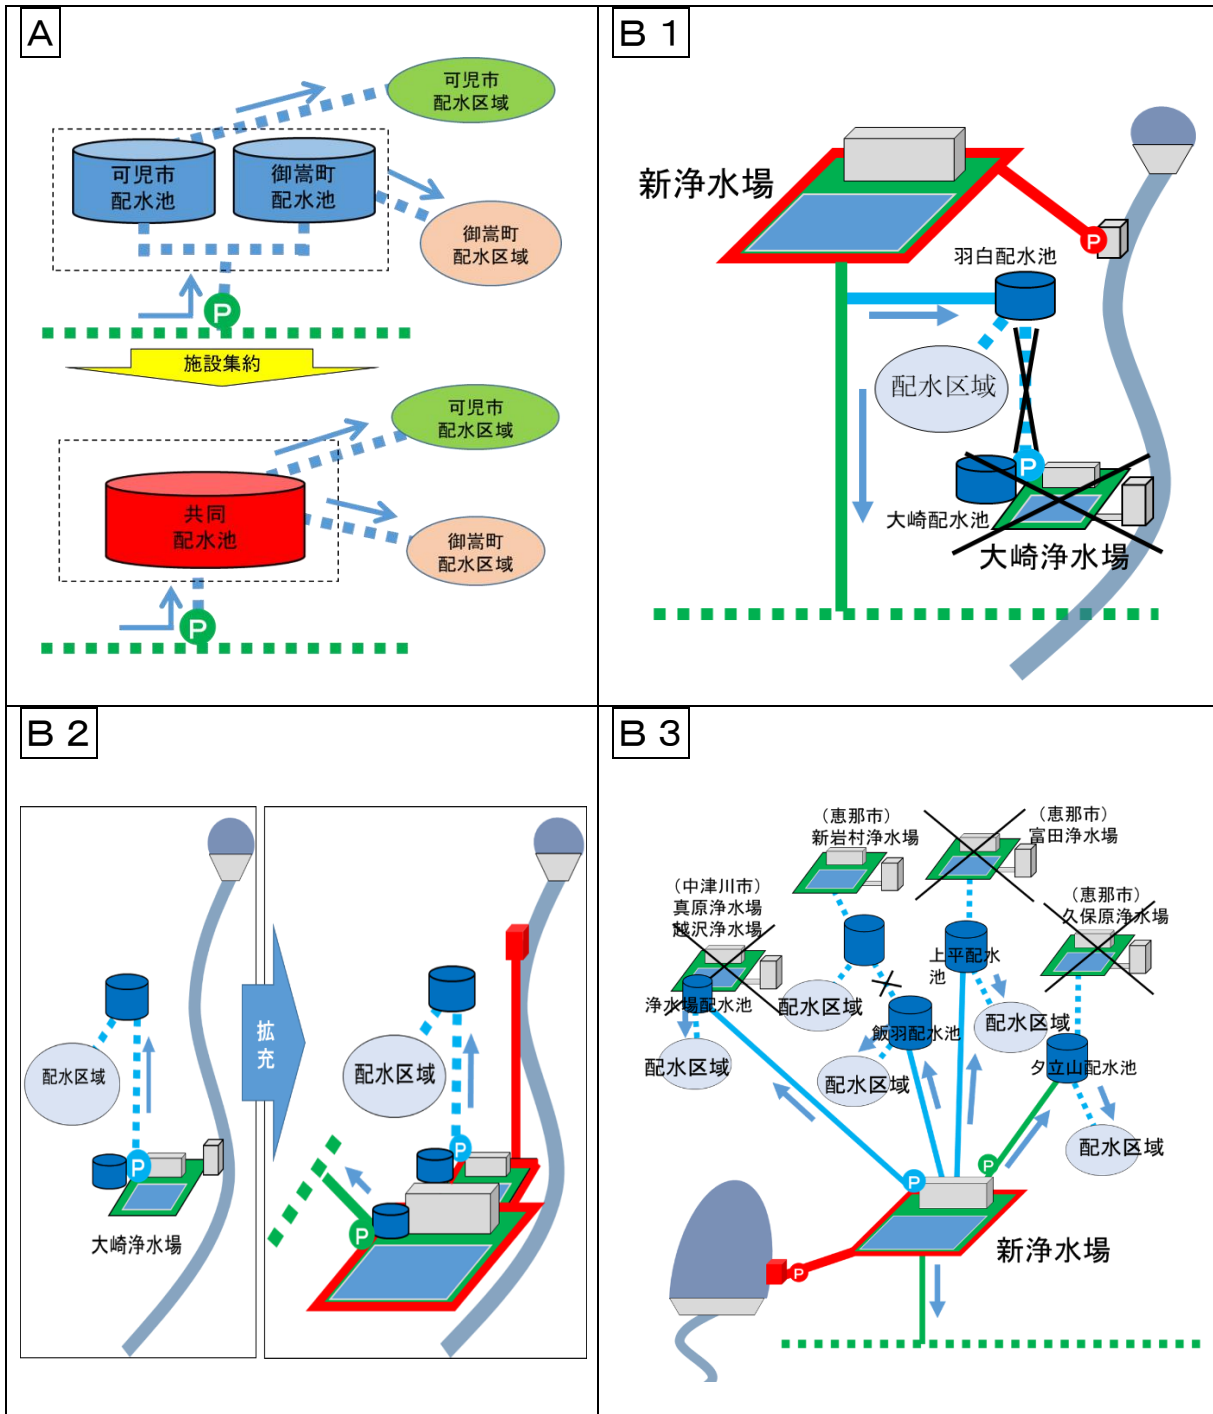 A
可児市
配水区域
可児市
配水池
御嵩町
配水池
御嵩町
配水区域
P
施設集約
可児市
配水区域
共同
配水池
御嵩町
配水区域
P
B 1
新浄水場
P
羽白配水池
配水区域
P
大崎配水池
大崎浄水場
B 2
配水区域
P
大崎浄水場
拡充
配水区域
P
P
B 3
（恵那市）
新岩村浄水場
（恵那市）
富田浄水場
（中津川市）
真原浄水場
越沢浄水場
（恵那市）
久保原浄水場
上平配水
池
浄水場配水池
配水区域
飯羽配水池
配水区域
夕立山配水池
配水区域
配水区域
配水区域
P
P
新浄水場
P